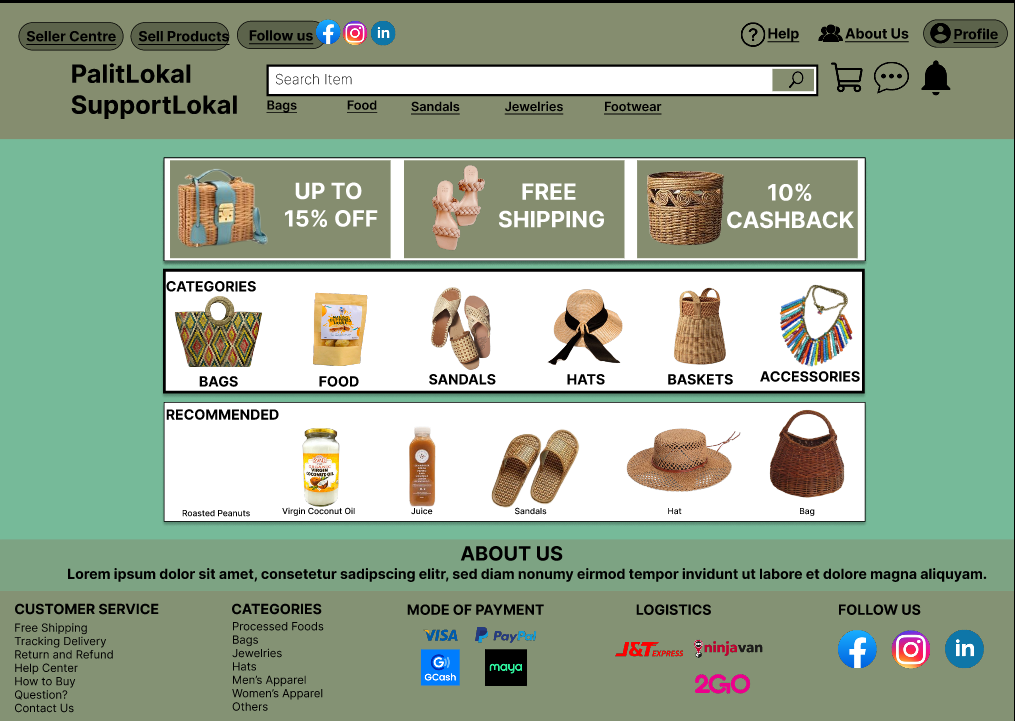 Seller Centre
Sell Products
Follow us
Help
About Us
Profile
PalitLokal
SupportLokal
Search Item
Bags
Food
Sandals
Jewelries
Footwear
UP TO
15% OFF
FREE
SHIPPING
10%
CASHBACK
CATEGORIES
BAGS
FOOD
SANDALS
HATS
BASKETS
ACCESSORIES
RECOMMENDED
VIRGIN
COCONUT OIL
Roasted Peanuts
Virgin Coconut Oil
Juice
Sandals
Hat
Bag
ABOUT US
Lorem ipsum dolor sit amet, consetetur sadipscing elitr, sed diam nonumy eirmod tempor invidunt ut labore et dolore magna aliquyam.
CUSTOMER SERVICE
Free Shipping
Tracking Delivery
Return and Refund
Help Center
How to Buy
Question?
Contact Us
CATEGORIES
Processed Foods
Bags
Jewelries
Hats
Men's Apparel
Women's Apparel
Others
MODE OF PAYMENT
VISA
PayPal
GCash
maya
LOGISTICS
J&T EXPRESS
ninjavan
2GO
FOLLOW US
in